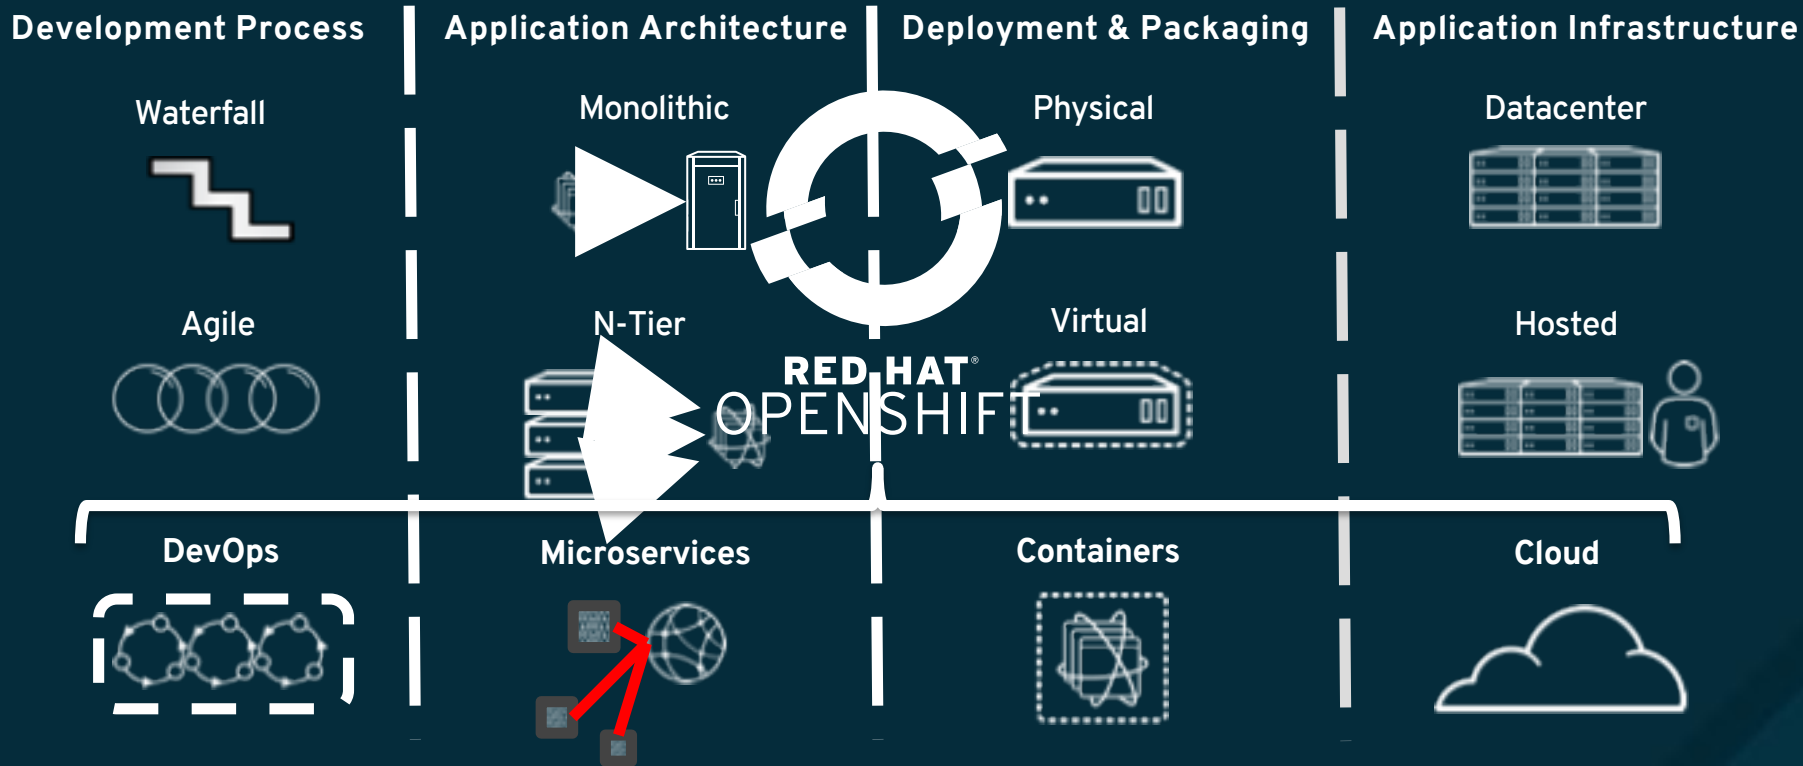 Development Process
Application Architecture
Deployment & Packaging
Application Infrastructure
Waterfall
Monolithic
Physical
Datacenter
Agile
N-Tier
Virtual
Hosted
RED HAT®
OPENSHIFT
DevOps
Microservices
Containers
Cloud